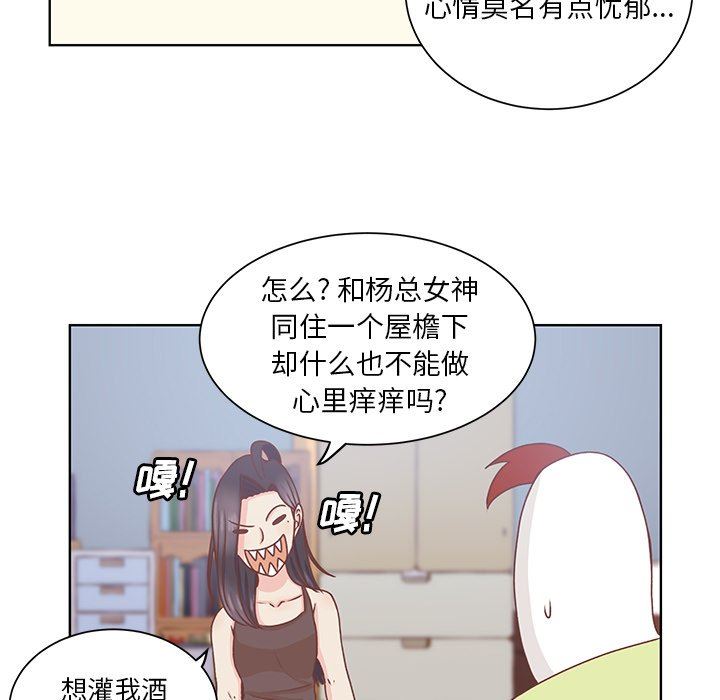 心情莫名有点忧郁...
怎么? 和杨总女神
同住一个屋檐下
却什么也不能做
心里痒痒吗?
嘎!
嘎!
想灌我酒